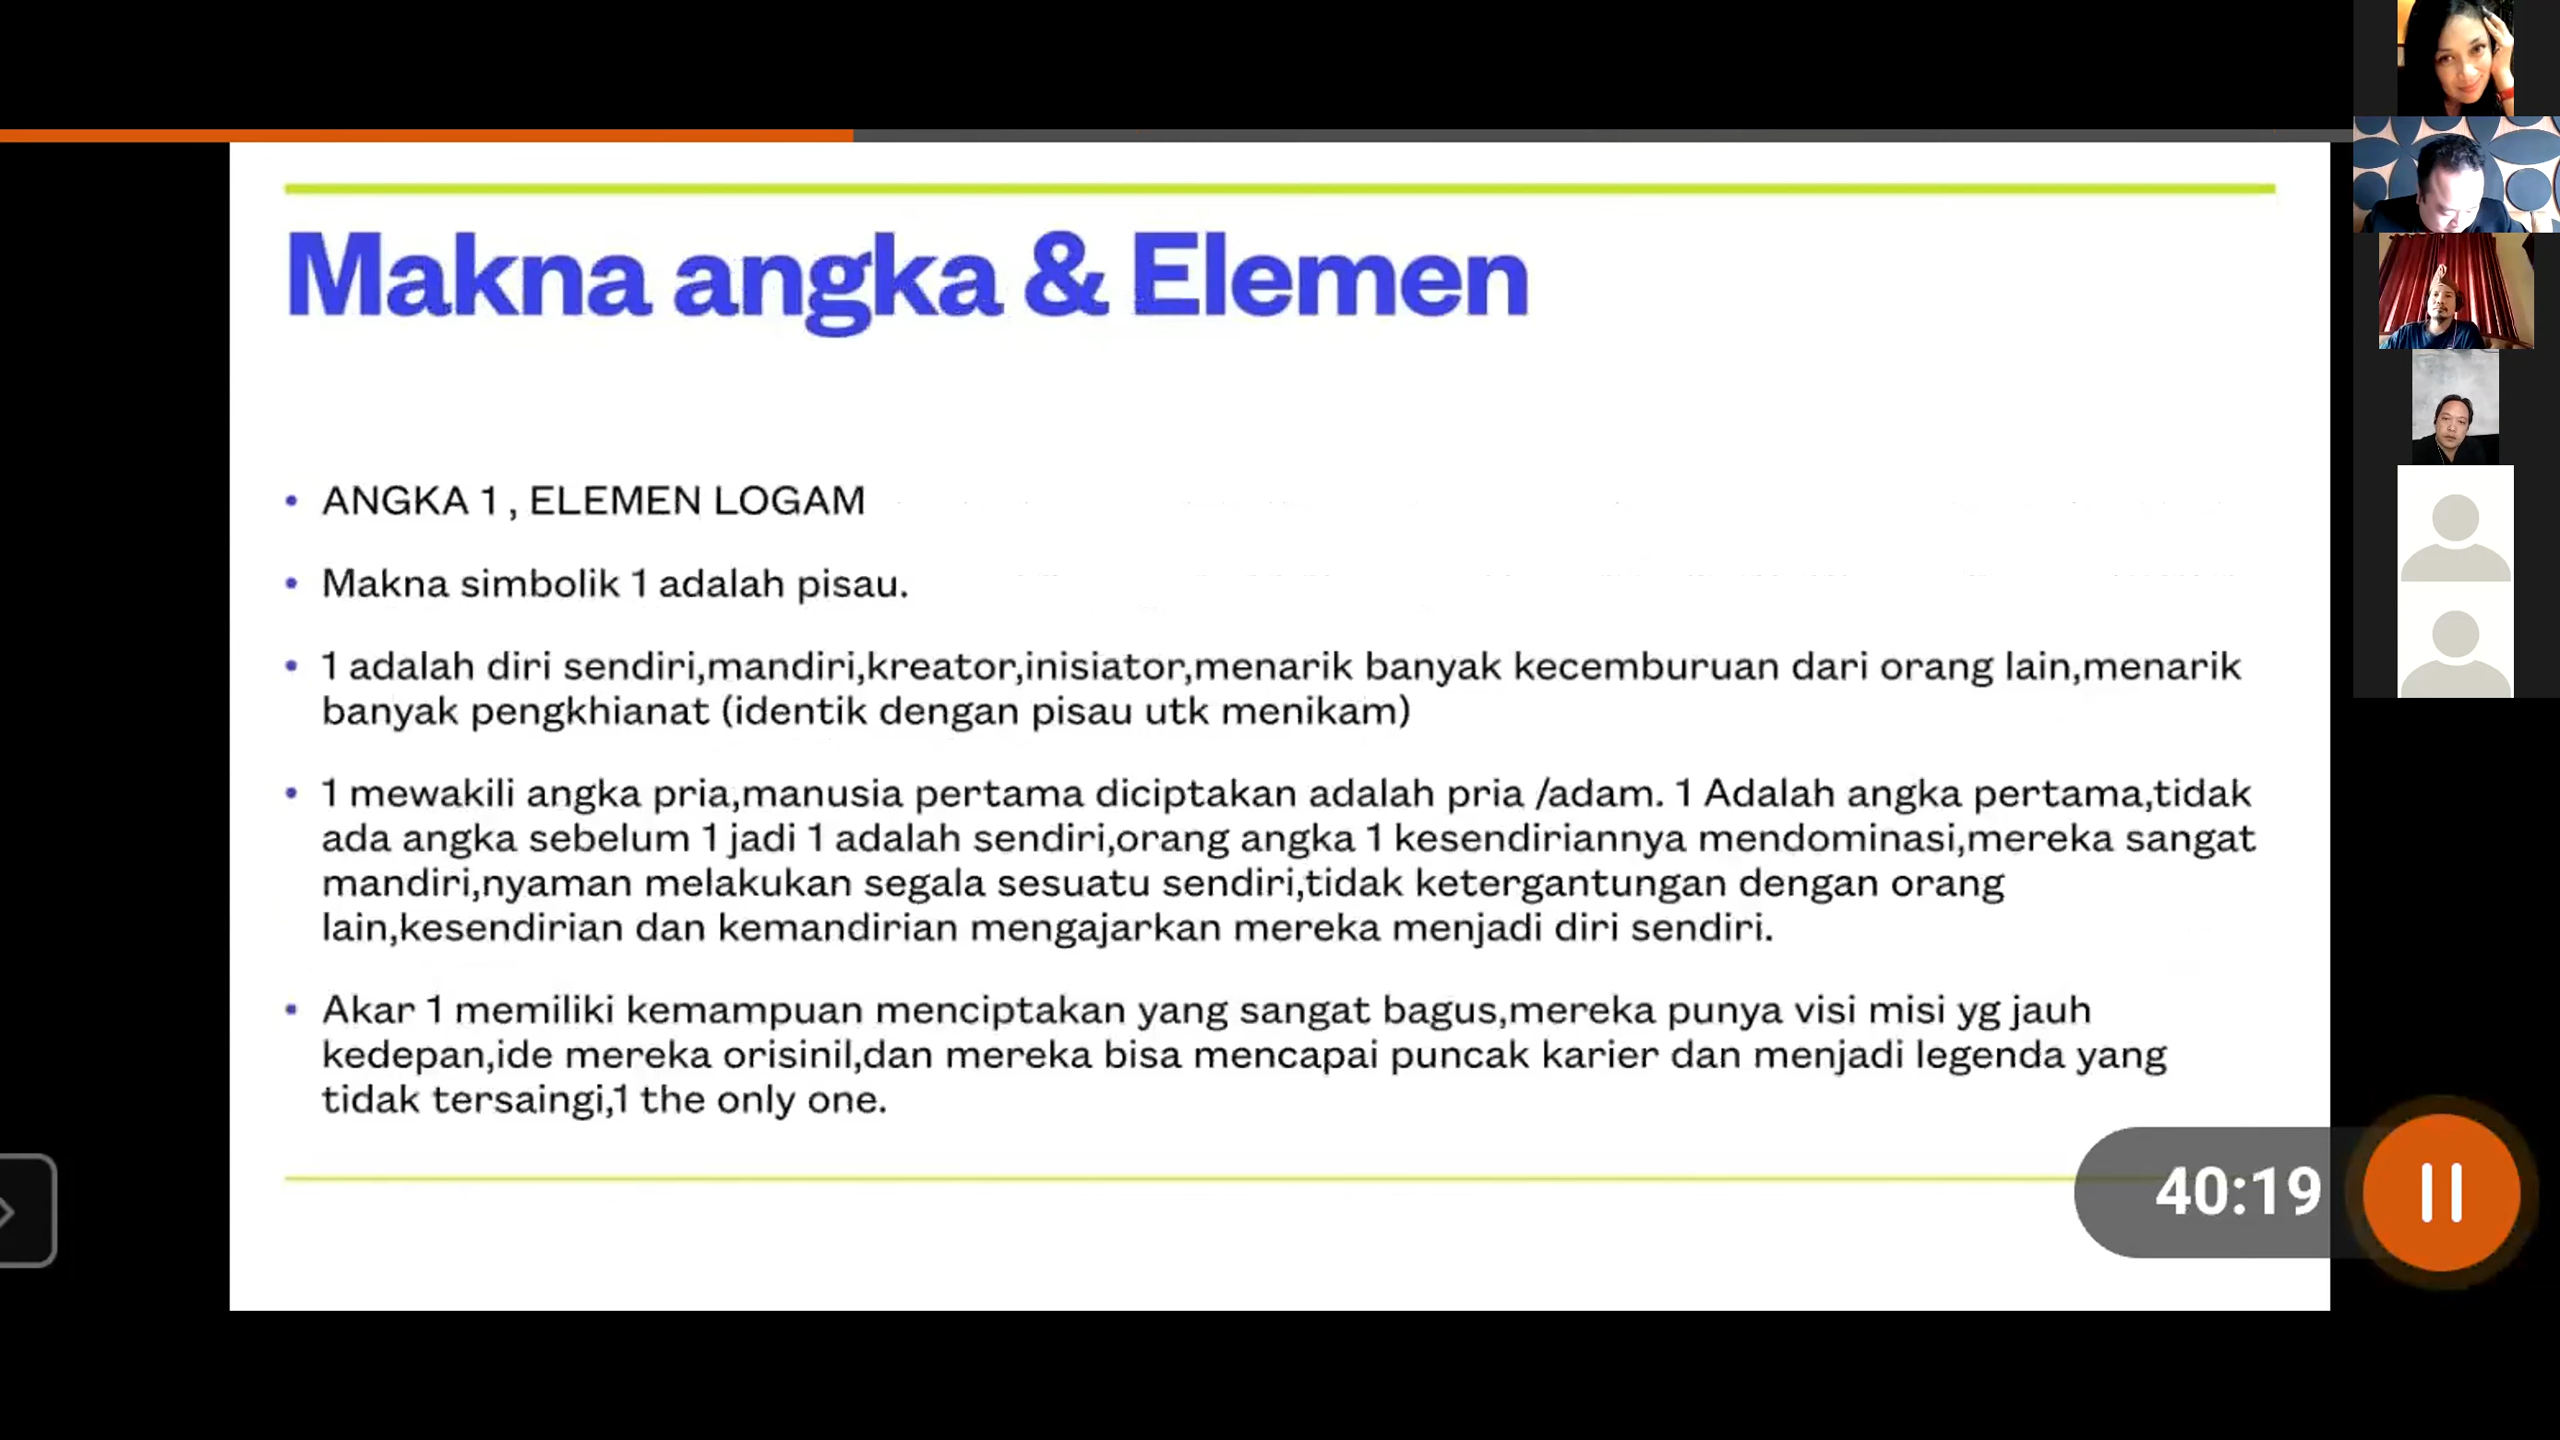 Makna angka & Elemen
• ANGKA 1 , ELEMEN LOGAM
• Makna simbolik 1 adalah pisau.
• 1 adalah diri sendiri,mandiri,kreator,inisiator,menarik banyak kecemburuan dari orang lain,menarik
banyak pengkhianat (identik dengan pisau utk menikam)
• 1 mewakili angka pria,manusia pertama diciptakan adalah pria /adam. 1 Adalah angka pertama,tidak
ada angka sebelum 1 jadi 1 adalah sendiri,orang angka 1 kesendiriannya mendominasi,mereka sangat
mandiri,nyaman melakukan segala sesuatu sendiri,tidak ketergantungan dengan orang
lain,kesendirian dan kemandirian mengajarkan mereka menjadi diri sendiri.
• Akar 1 memiliki kemampuan menciptakan yang sangat bagus,mereka punya visi misi yg jauh
kedepan,ide mereka orisinil,dan mereka bisa mencapai puncak karier dan menjadi legenda yang
tidak tersaingi,1 the only one.
40:19